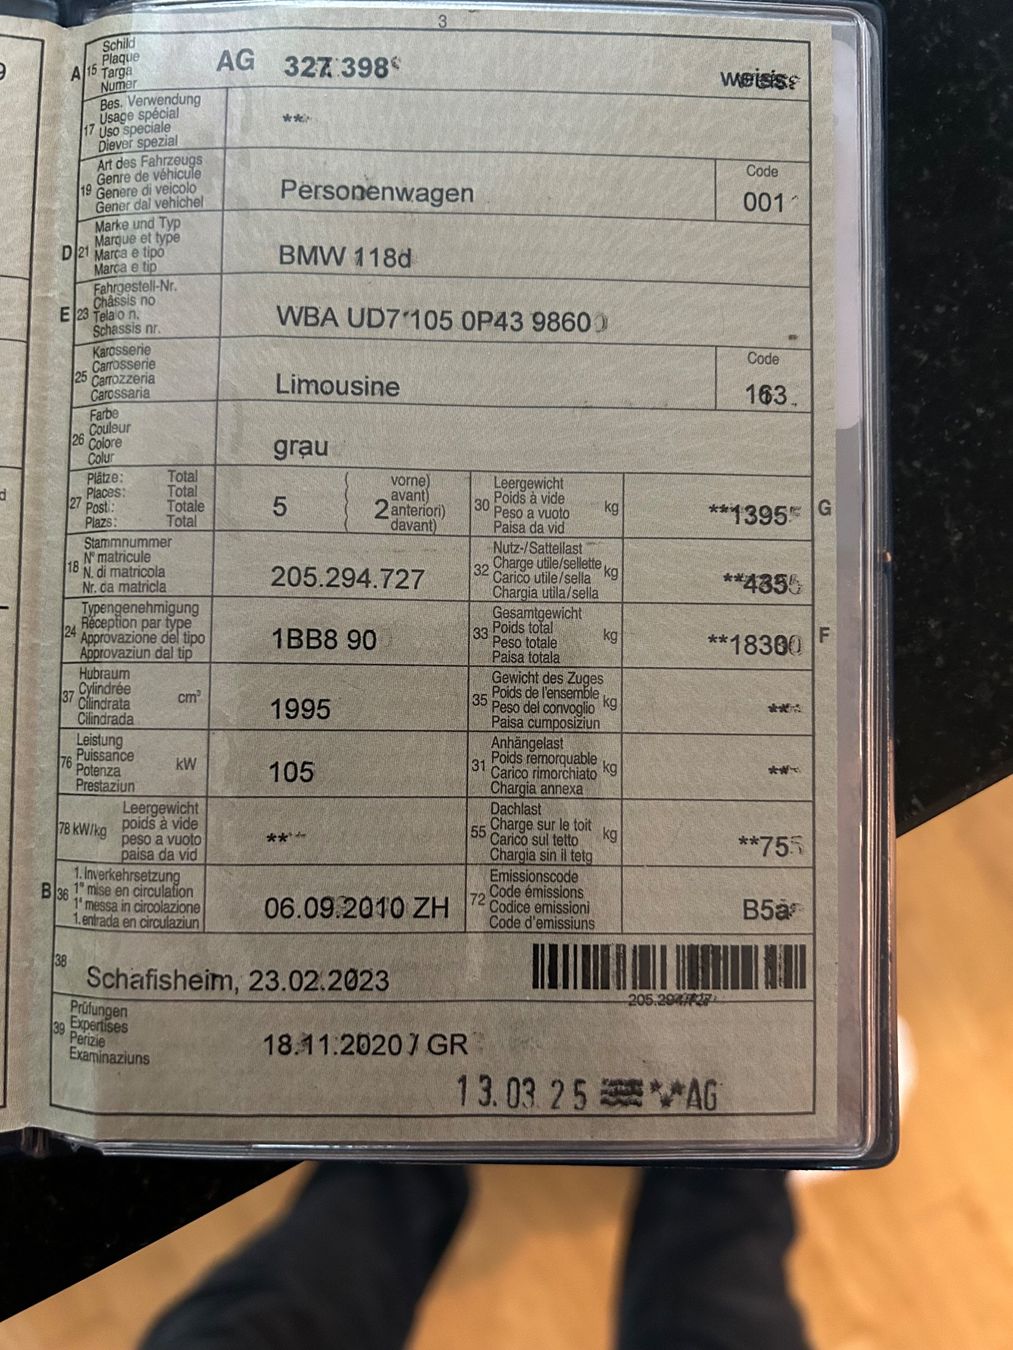 3
A 15 Schild Plaque Targa Numer AG 327 398 weiss
17 Bes. Verwendung Usage spécial Uso speciale Diever spezial **
19 Art des Fahrzeugs Genre de véhicule Genere di veicolo Gener dal vehichel Personenwagen Code 001
D 21 Marke und Typ Marque et type Marca e tipo Marca e tip BMW 118d
E 23 Fahrgestell-Nr. Châssis no Telaio n. Schassis nr. WBA UD7 105 0P43 9860
25 Karosserie Carrosserie Carrozzeria Carossaria Limousine Code 163
26 Farbe Couleur Colore Colur grau
27 Plätze: Total Places: Total Posti: Totale Plazs: Total 5 ( 2 vorne) avant) anteriori) davant)
30 Leergewicht Poids à vide Peso a vuoto Paisa da vid kg **1395 G
18 Stammnummer N° matricule N. di matricola Nr. da matricla 205.294.727
32 Nutz-/Sattellast Charge utile/sellette Carico utile/sella Chargia utila/sella kg **435
24 Typengenehmigung Réception par type Approvazione del tipo Approvaziun dal tip 1BB8 90
33 Gesamtgewicht Poids total Peso totale Paisa totala kg **1830 F
37 Hubraum Cylindrée Cilindrata Cilindrada cm³ 1995
35 Gewicht des Zuges Poids de l'ensemble Peso del convoglio Paisa cumposiziun kg **
76 Leistung Puissance Potenza Prestaziun kW 105
31 Anhängelast Poids remorquable Carico rimorchiato Chargia annexa kg **
78 kW/kg Leergewicht poids à vide peso a vuoto paisa da vid **
55 Dachlast Charge sur le toit Carico sul tetto Chargia sin il tetg kg **75
B 36 1. Inverkehrsetzung 1re mise en circulation 1a messa in circolazione 1. entrada en circulaziun 06.09.2010 ZH
72 Emissionscode Code émissions Codice emissioni Code d'emissiuns B5a
38 Schafisheim, 23.02.2023
205.294.727
39 Prüfungen Expertises Perizie Examinaziuns 18.11.2020 / GR
13.03 25 AG